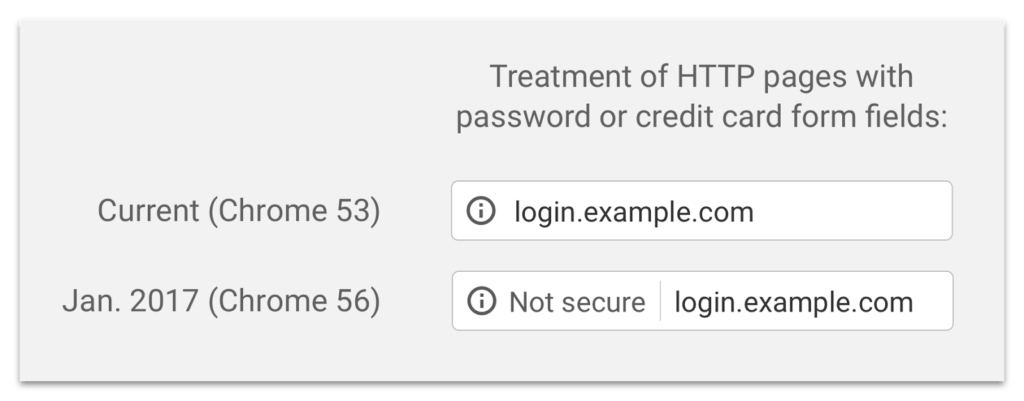 Treatment of HTTP pages with
password or credit card form fields:
Current (Chrome 53) login.example.com
Jan. 2017 (Chrome 56) Not secure login.example.com